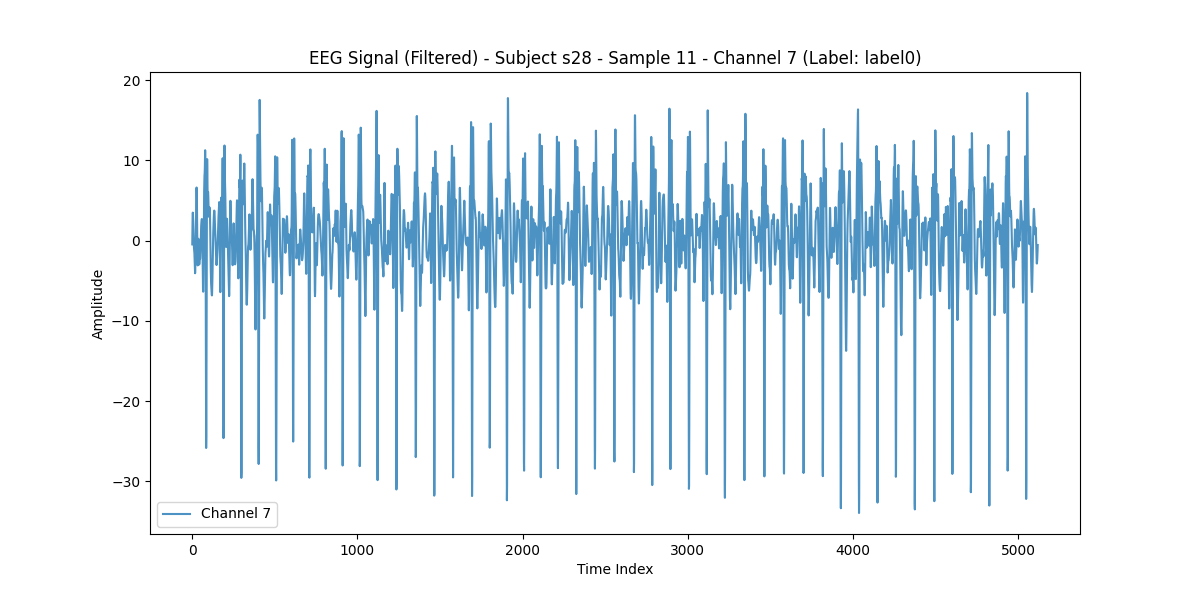 EEG Signal (Filtered) - Subject s28 - Sample 11 - Channel 7 (Label: label0)
20
10
0
−10
−20
−30
Amplitude
Channel 7
0 1000 2000 3000 4000 5000
Time Index